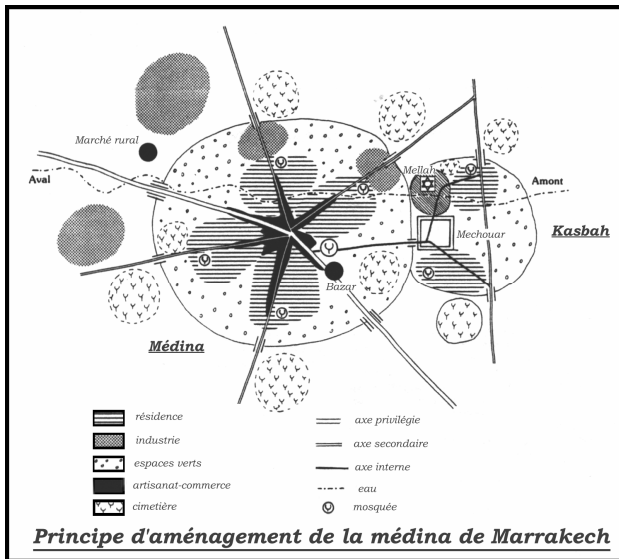 Marché rural
Aval
Mellah
Amont
Mechouar
Kasbah
Bazar
Médina
résidence
industrie
espaces verts
artisanat-commerce
cimetière
axe privilégie
axe secondaire
axe interne
eau
mosquée
Principe d'aménagement de la médina de Marrakech